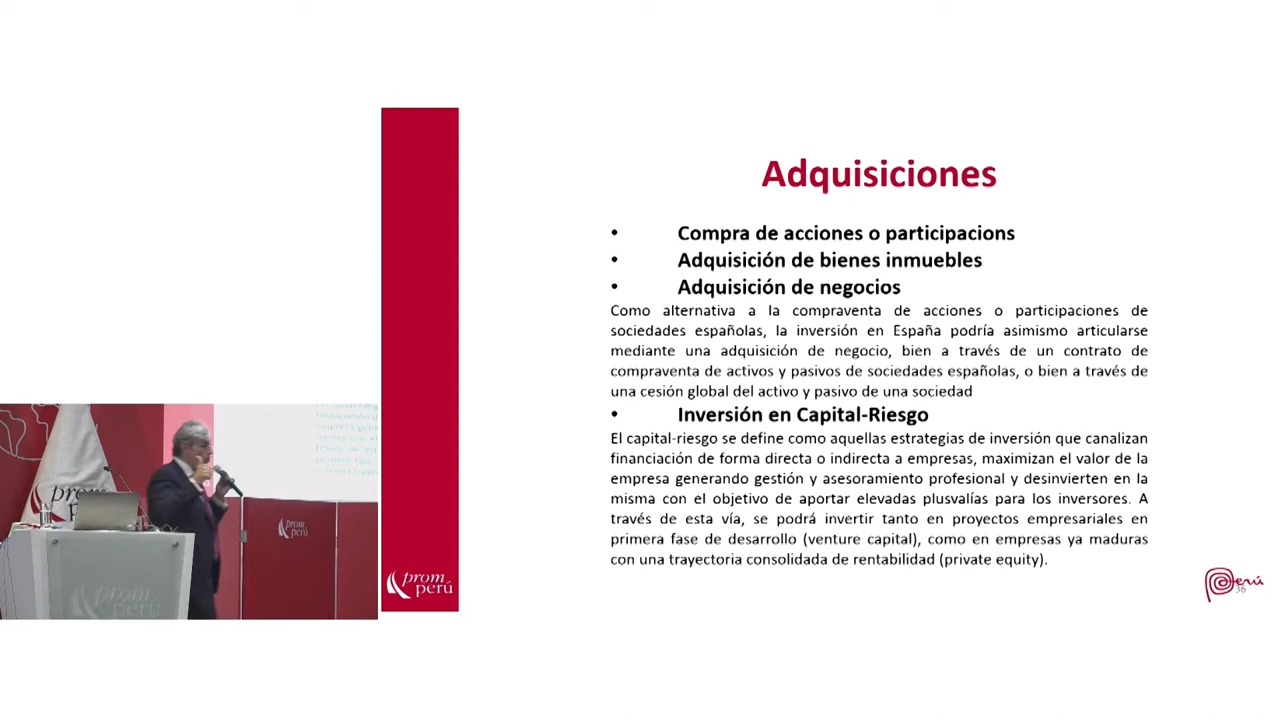 Adquisiciones
• Compra de acciones o participacions
• Adquisición de bienes inmuebles
• Adquisición de negocios
Como alternativa a la compraventa de acciones o participaciones de
sociedades españolas, la inversión en España podría asimismo articularse
mediante una adquisición de negocio, bien a través de un contrato de
compraventa de activos y pasivos de sociedades españolas, o bien a través de
una cesión global del activo y pasivo de una sociedad
• Inversión en Capital-Riesgo
El capital-riesgo se define como aquellas estrategias de inversión que canalizan
financiación de forma directa o indirecta a empresas, maximizan el valor de la
empresa generando gestión y asesoramiento profesional y desinvierten en la
misma con el objetivo de aportar elevadas plusvalías para los inversores. A
través de esta vía, se podrá invertir tanto en proyectos empresariales en
primera fase de desarrollo (venture capital), como en empresas ya maduras
con una trayectoria consolidada de rentabilidad (private equity).
prom
perú
Perú
36
prom
prom
perú
prom
perú